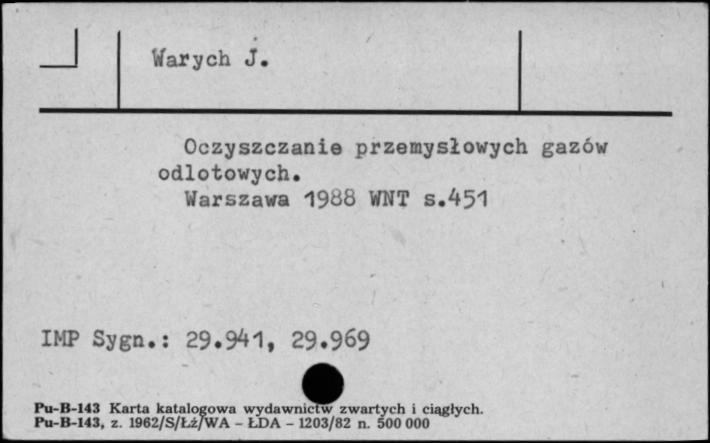 Warych J.
Oczyszczanie przemysłowych gazów
odlotowych.
Warszawa 1988 WNT s.451
IMP Sygn.: 29.941, 29.969
Pu-B-143 Karta katalogowa wydawnictw zwartych i ciągłych.
Pu-B-143, z. 1962/S/Łż/WA – ŁDA – 1203/82 n. 500 000